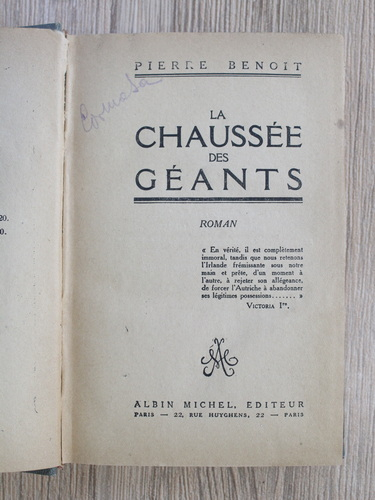 PIERRE BENOIT
LA
CHAUSSÉE
DES
GÉANTS
ROMAN
« En vérité, il est complètement
immoral, tandis que nous retenons
l'Irlande frémissante sous notre
main et prête, d'un moment à
l'autre, à rejeter son allégeance,
de forcer l'Autriche à abandonner
ses légitimes possessions....... »
VICTORIA Ire.
ALBIN MICHEL, EDITEUR
PARIS — 22, RUE HUYGHENS, 22 — PARIS
20.
0.